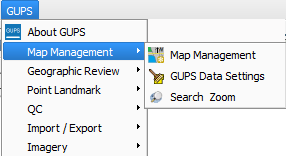 GUPS
About GUPS
Map Management
Geographic Review
Point Landmark
QC
Import / Export
Imagery
Map Management
GUPS Data Settings
Search Zoom